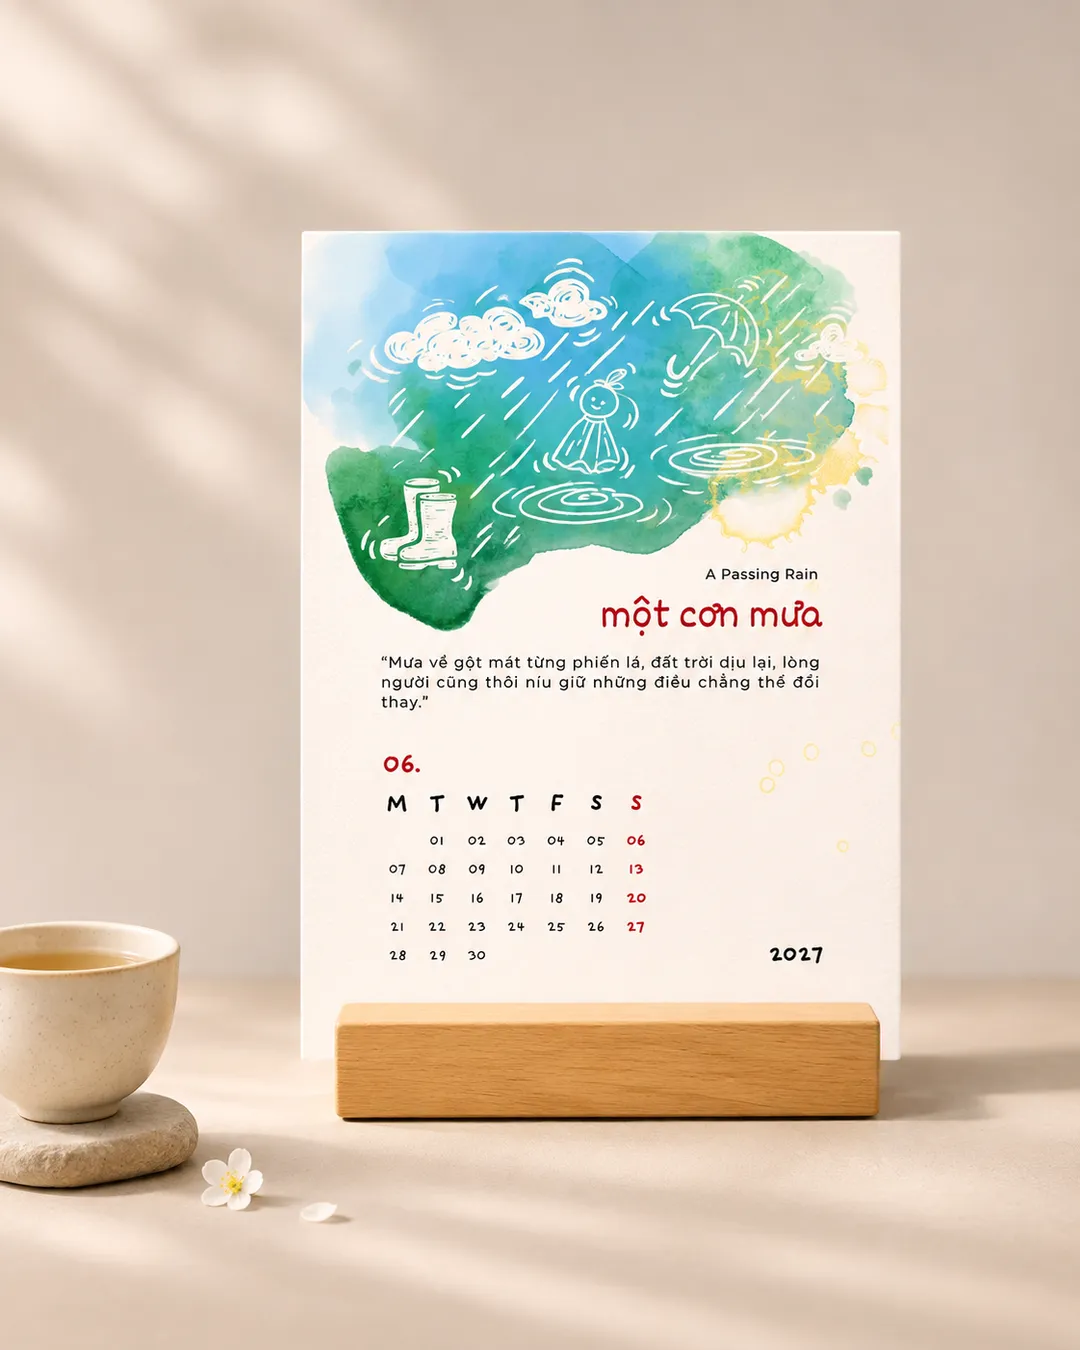 A Passing Rain
một cơn mưa
“Mưa về gột mát từng phiến lá, đất trời dịu lại, lòng
người cũng thôi níu giữ những điều chẳng thế đổi
thay.”
06.
M T W T F S S
01 02 03 04 05 06
07 08 09 10 11 12 13
14 15 16 17 18 19 20
21 22 23 24 25 26 27
28 29 30
2027